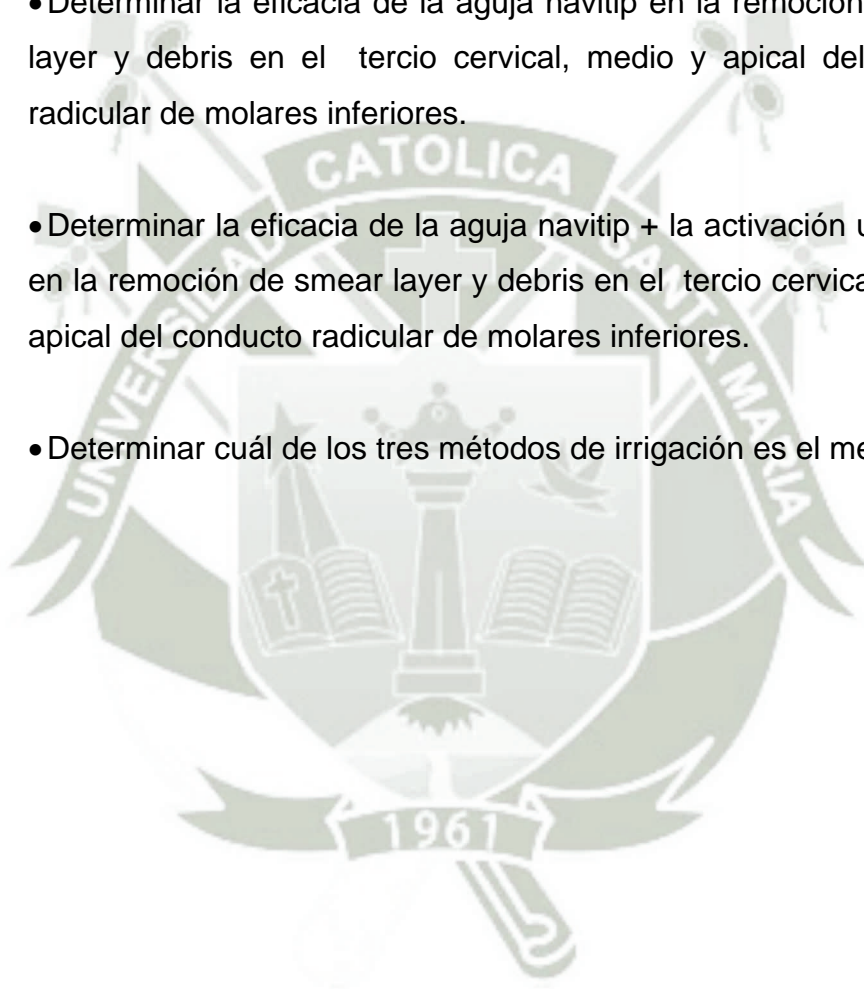 •Determinar la eficacia de la aguja navitip en la remoción
layer y debris en el tercio cervical, medio y apical del
radicular de molares inferiores.
•Determinar la eficacia de la aguja navitip + la activación
en la remoción de smear layer y debris en el tercio
apical del conducto radicular de molares inferiores.
•Determinar cuál de los tres métodos de irrigación es el
UNIVERSIDAD CATOLICA SANTA MARIA
1961